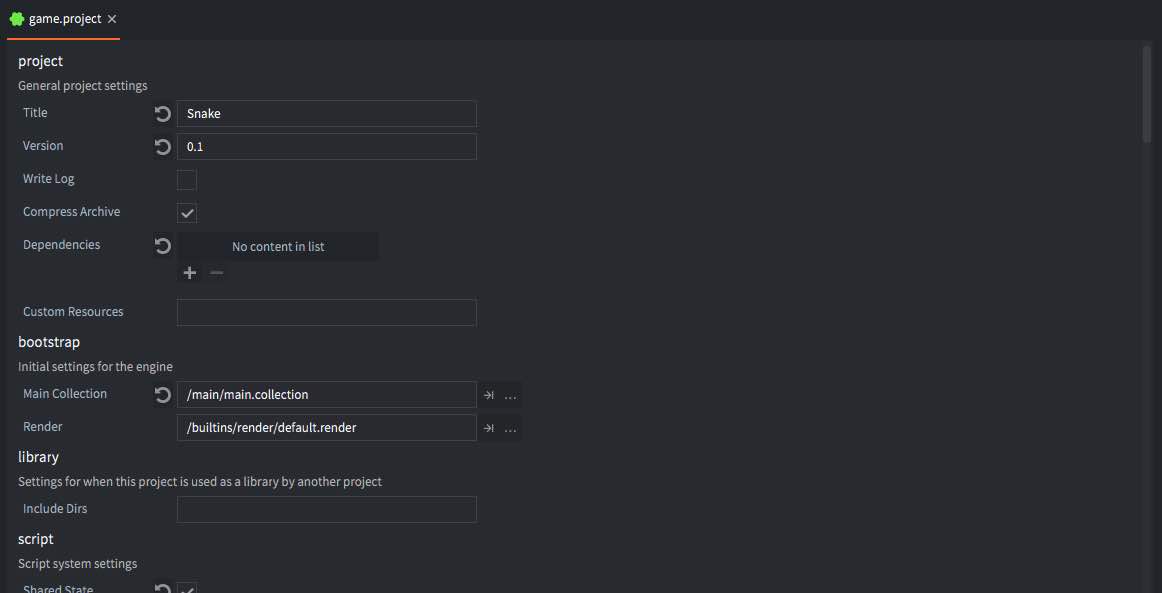 game.project
project
General project settings
Title Snake
Version 0.1
Write Log
Compress Archive
Dependencies No content in list
Custom Resources
bootstrap
Initial settings for the engine
Main Collection /main/main.collection ...
Render /builtins/render/default.render ...
library
Settings for when this project is used as a library by another project
Include Dirs
script
Script system settings
Shared State